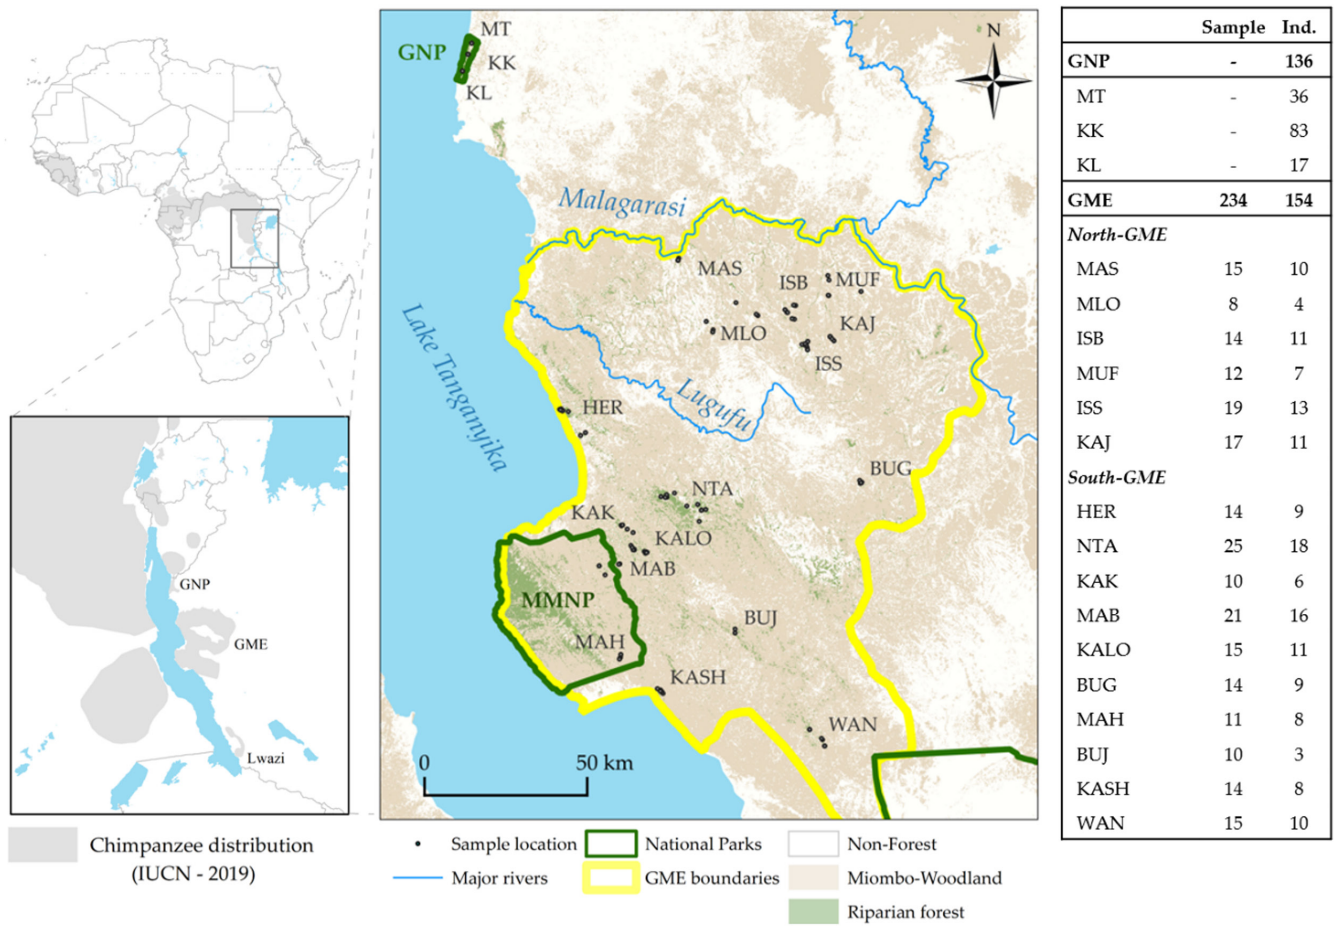 GNP
GME
Lwazi
Chimpanzee distribution
(IUCN - 2019)
MT
GNP
KK
KL
N
Malagarasi
MAS
ISB
MUF
MLO
KAJ
ISS
Lake Tanganyika
Lugufu
HER
BUG
NTA
KAK
KALO
MAB
MMNP
BUJ
MAH
KASH
WAN
0 50 km
Sample location National Parks Non-Forest
Major rivers GME boundaries Miombo-Woodland
Riparian forest
Sample Ind.
GNP - 136
MT - 36
KK - 83
KL - 17
GME 234 154
North-GME
MAS 15 10
MLO 8 4
ISB 14 11
MUF 12 7
ISS 19 13
KAJ 17 11
South-GME
HER 14 9
NTA 25 18
KAK 10 6
MAB 21 16
KALO 15 11
BUG 14 9
MAH 11 8
BUJ 10 3
KASH 14 8
WAN 15 10